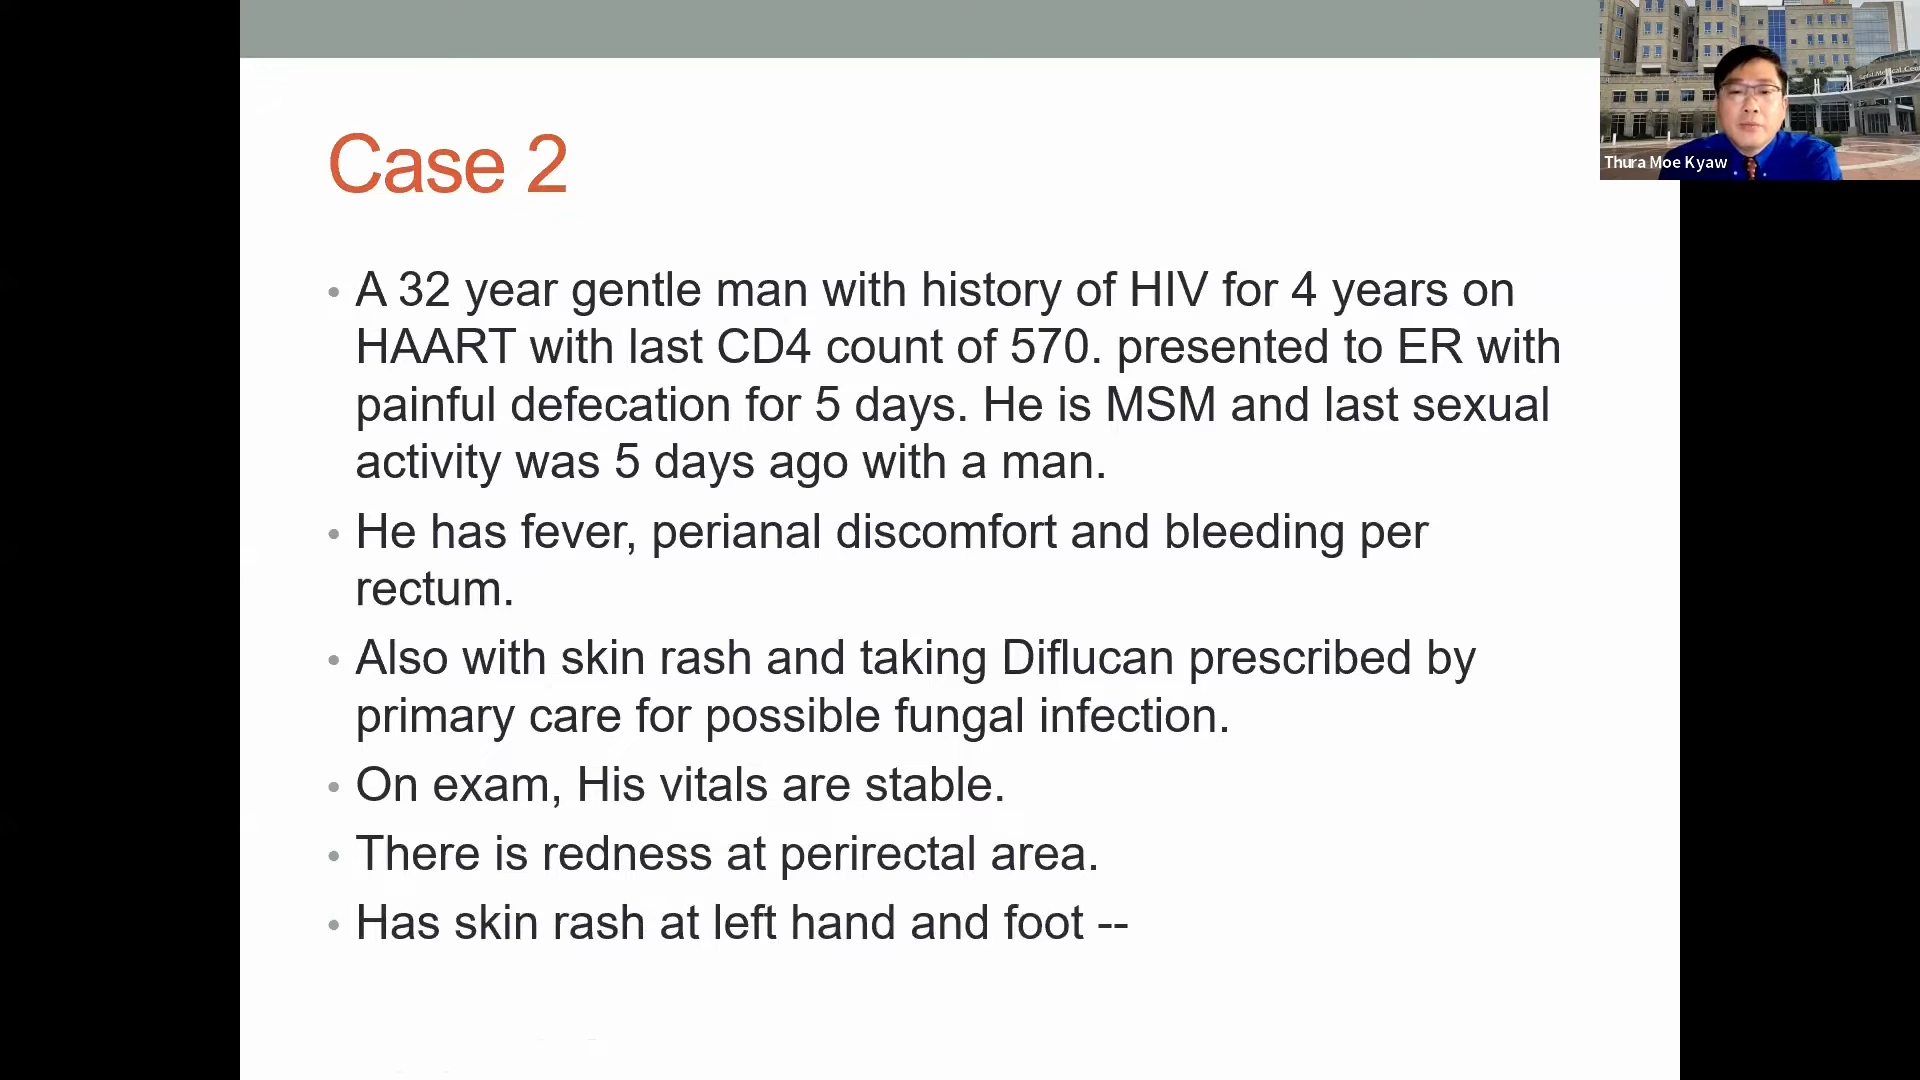 Case 2
• A 32 year gentle man with history of HIV for 4 years on
HAART with last CD4 count of 570. presented to ER with
painful defecation for 5 days. He is MSM and last sexual
activity was 5 days ago with a man.
• He has fever, perianal discomfort and bleeding per
rectum.
• Also with skin rash and taking Diflucan prescribed by
primary care for possible fungal infection.
• On exam, His vitals are stable.
• There is redness at perirectal area.
• Has skin rash at left hand and foot --
Thura Moe Kyaw